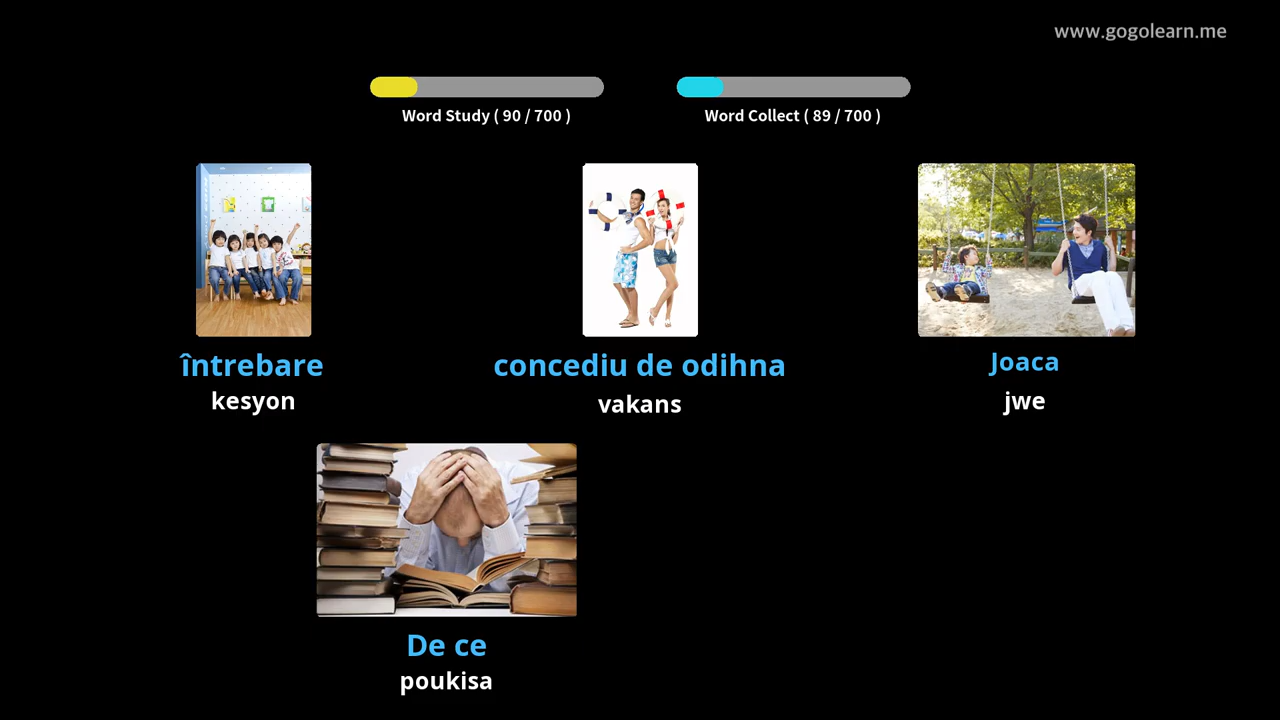 www.gogolearn.me
Word Study ( 90 / 700 )
Word Collect ( 89 / 700 )
întrebare
kesyon
concediu de odihna
vakans
Joaca
jwe
De ce
poukisa